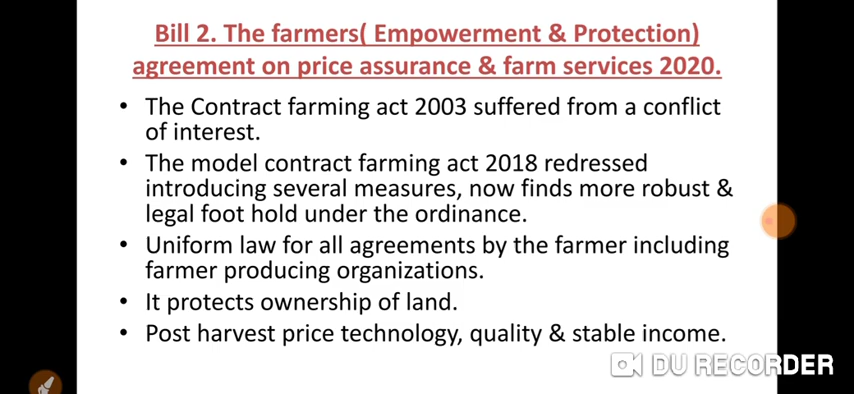 Bill 2. The farmers( Empowerment & Protection)
agreement on price assurance & farm services 2020.
• The Contract farming act 2003 suffered from a conflict
of interest.
• The model contract farming act 2018 redressed
introducing several measures, now finds more robust &
legal foot hold under the ordinance.
• Uniform law for all agreements by the farmer including
farmer producing organizations.
• It protects ownership of land.
• Post harvest price technology, quality & stable income.
DU RECORDER